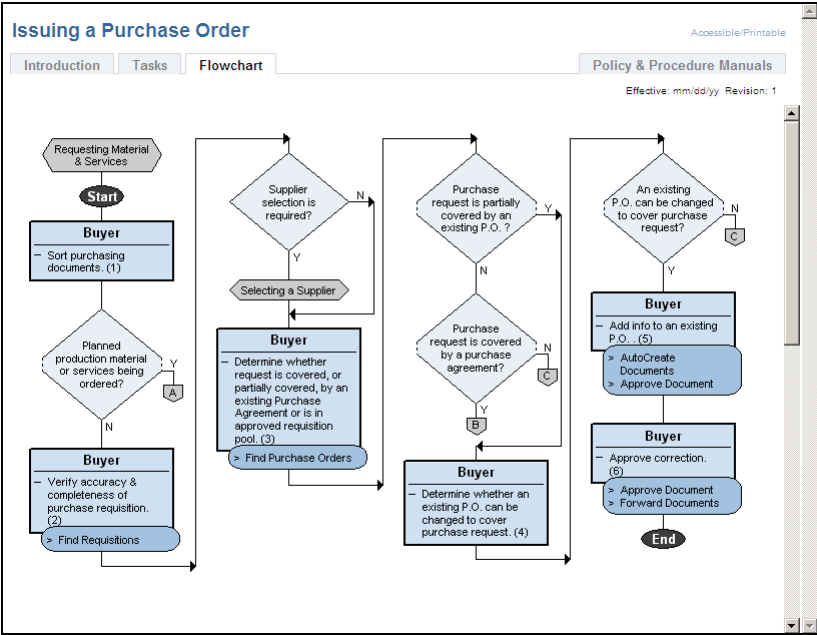 Issuing a Purchase Order
Accessible/Printable
Introduction
Tasks
Flowchart
Policy & Procedure Manuals
Effective: mm/dd/yy Revision: 1
Requesting Material
& Services
Start
Buyer
– Sort purchasing
documents. (1)
Planned
production material
or services being
ordered?
Y
A
N
Buyer
– Verify accuracy &
completeness of
purchase requisition.
(2)
> Find Requisitions
Supplier
selection is
required?
N
Y
Selecting a Supplier
Buyer
– Determine whether
request is covered, or
partially covered, by an
existing Purchase
Agreement or is in
approved requisition
pool. (3)
> Find Purchase Orders
Purchase
request is partially
covered by an
existing P.O. ?
Y
N
Purchase
request is covered
by a purchase
agreement?
N
C
Y
B
Buyer
– Determine whether an
existing P.O. can be
changed to cover
purchase request. (4)
An existing
P.O. can be changed
to cover purchase
request?
N
C
Y
Buyer
– Add info to an existing
P.O. . (5)
> AutoCreate
Documents
> Approve Document
Buyer
– Approve correction.
(6)
> Approve Document
> Forward Documents
End